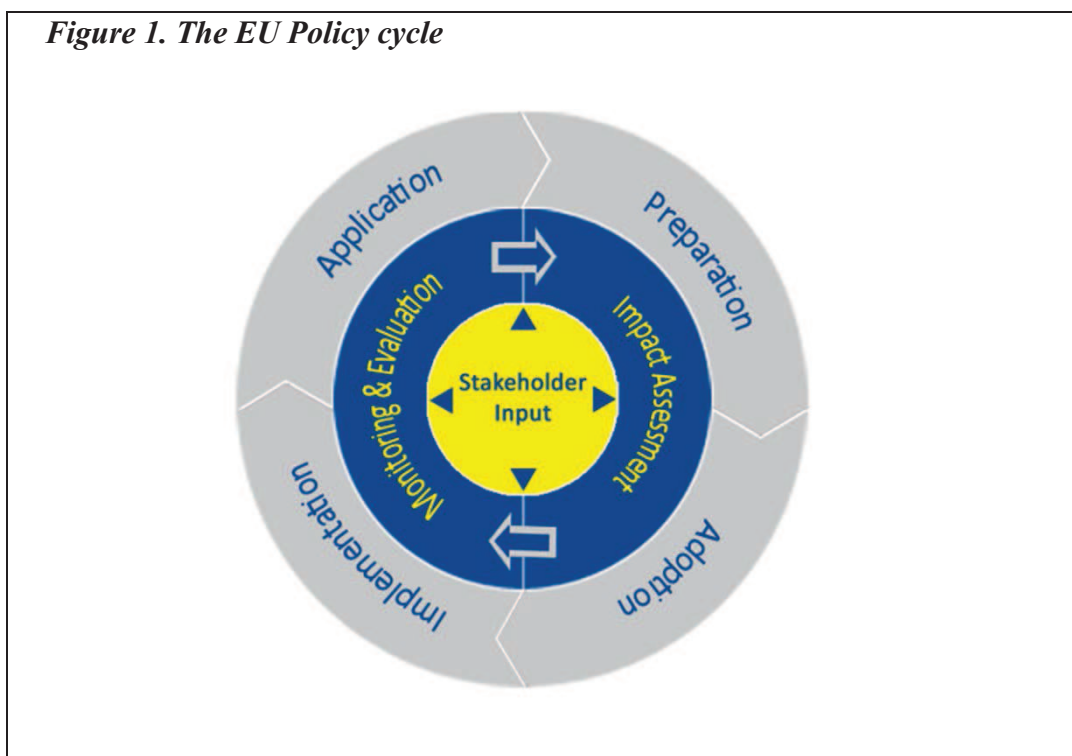 Figure 1. The EU Policy cycle
Application
Preparation
Monitoring & Evaluation
Impact Assessment
Stakeholder
Input
Implementation
Adoption